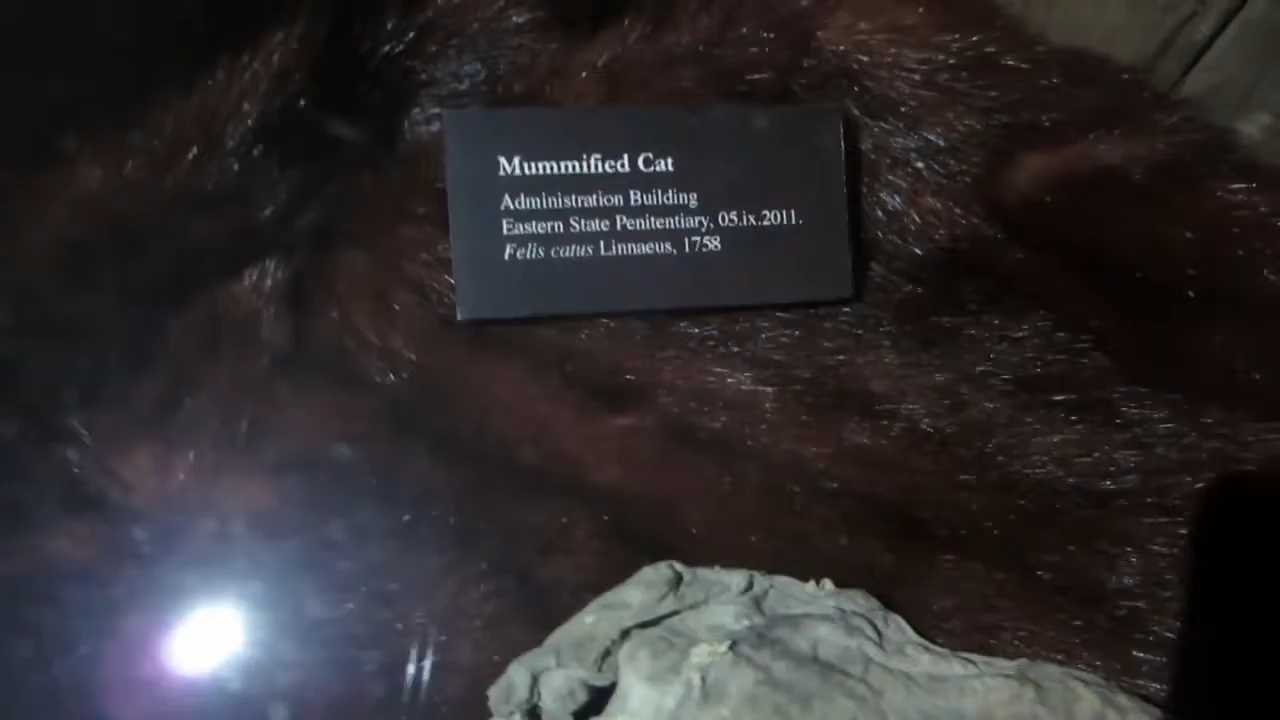 Mummified Cat
Administration Building
Eastern State Penitentiary, 05.ix.2011.
Felis catus Linnaeus, 1758